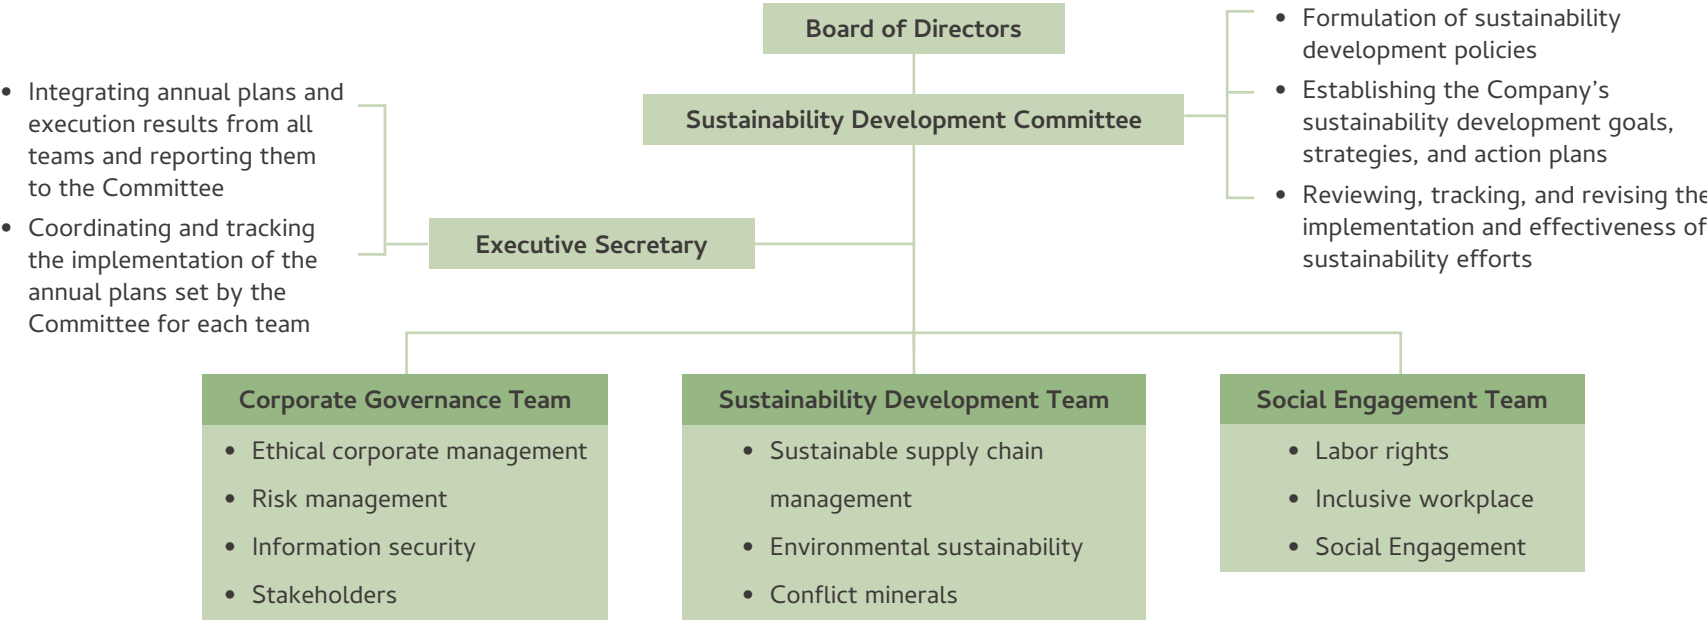 Board of Directors
Sustainability Development Committee
• Formulation of sustainability
development policies
• Establishing the Company’s
sustainability development goals,
strategies, and action plans
• Reviewing, tracking, and revising the
implementation and effectiveness of
sustainability efforts
• Integrating annual plans and
execution results from all
teams and reporting them
to the Committee
• Coordinating and tracking
the implementation of the
annual plans set by the
Committee for each team
Executive Secretary
Corporate Governance Team
• Ethical corporate management
• Risk management
• Information security
• Stakeholders
Sustainability Development Team
• Sustainable supply chain
management
• Environmental sustainability
• Conflict minerals
Social Engagement Team
• Labor rights
• Inclusive workplace
• Social Engagement